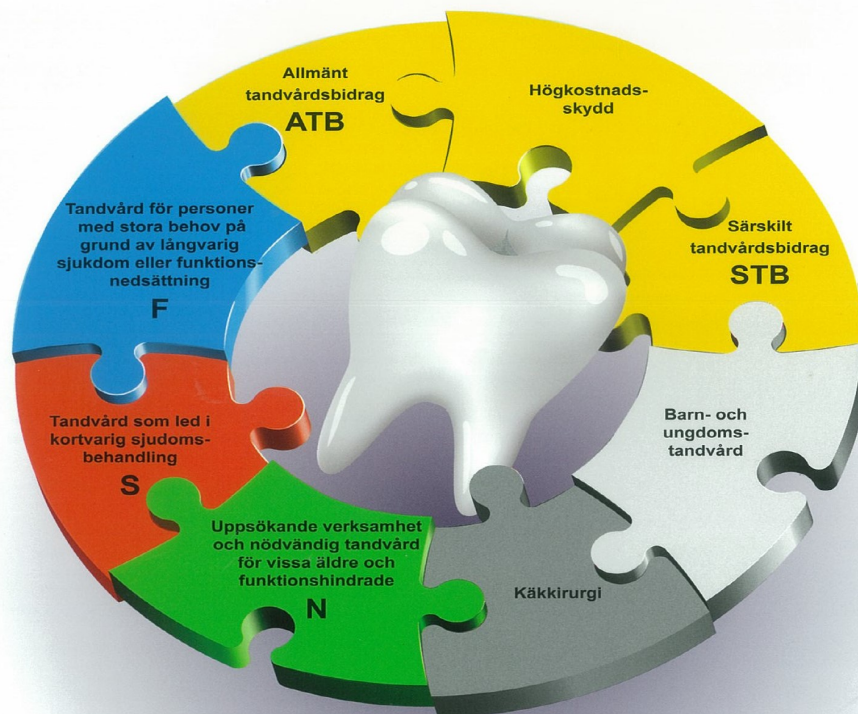 Allmänt
tandvårdsbidrag
ATB
Högkostnads-
skydd
Särskilt
tandvårdsbidrag
STB
Barn- och
ungdoms-
tandvård
Käkkirurgi
Uppsökande verksamhet
och nödvändig tandvård
för vissa äldre och
funktionshindrade
N
Tandvård som led i
kortvarig sjudoms-
behandling
S
Tandvård för personer
med stora behov på
grund av långvarig
sjukdom eller funktions-
nedsättning
F